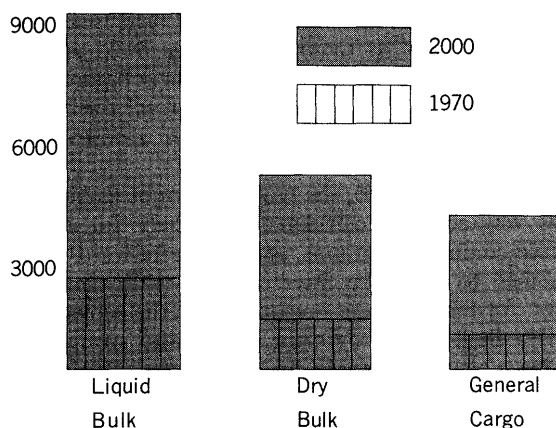 9000
6000
3000
2000
1970
Liquid
Bulk
Dry
Bulk
General
Cargo